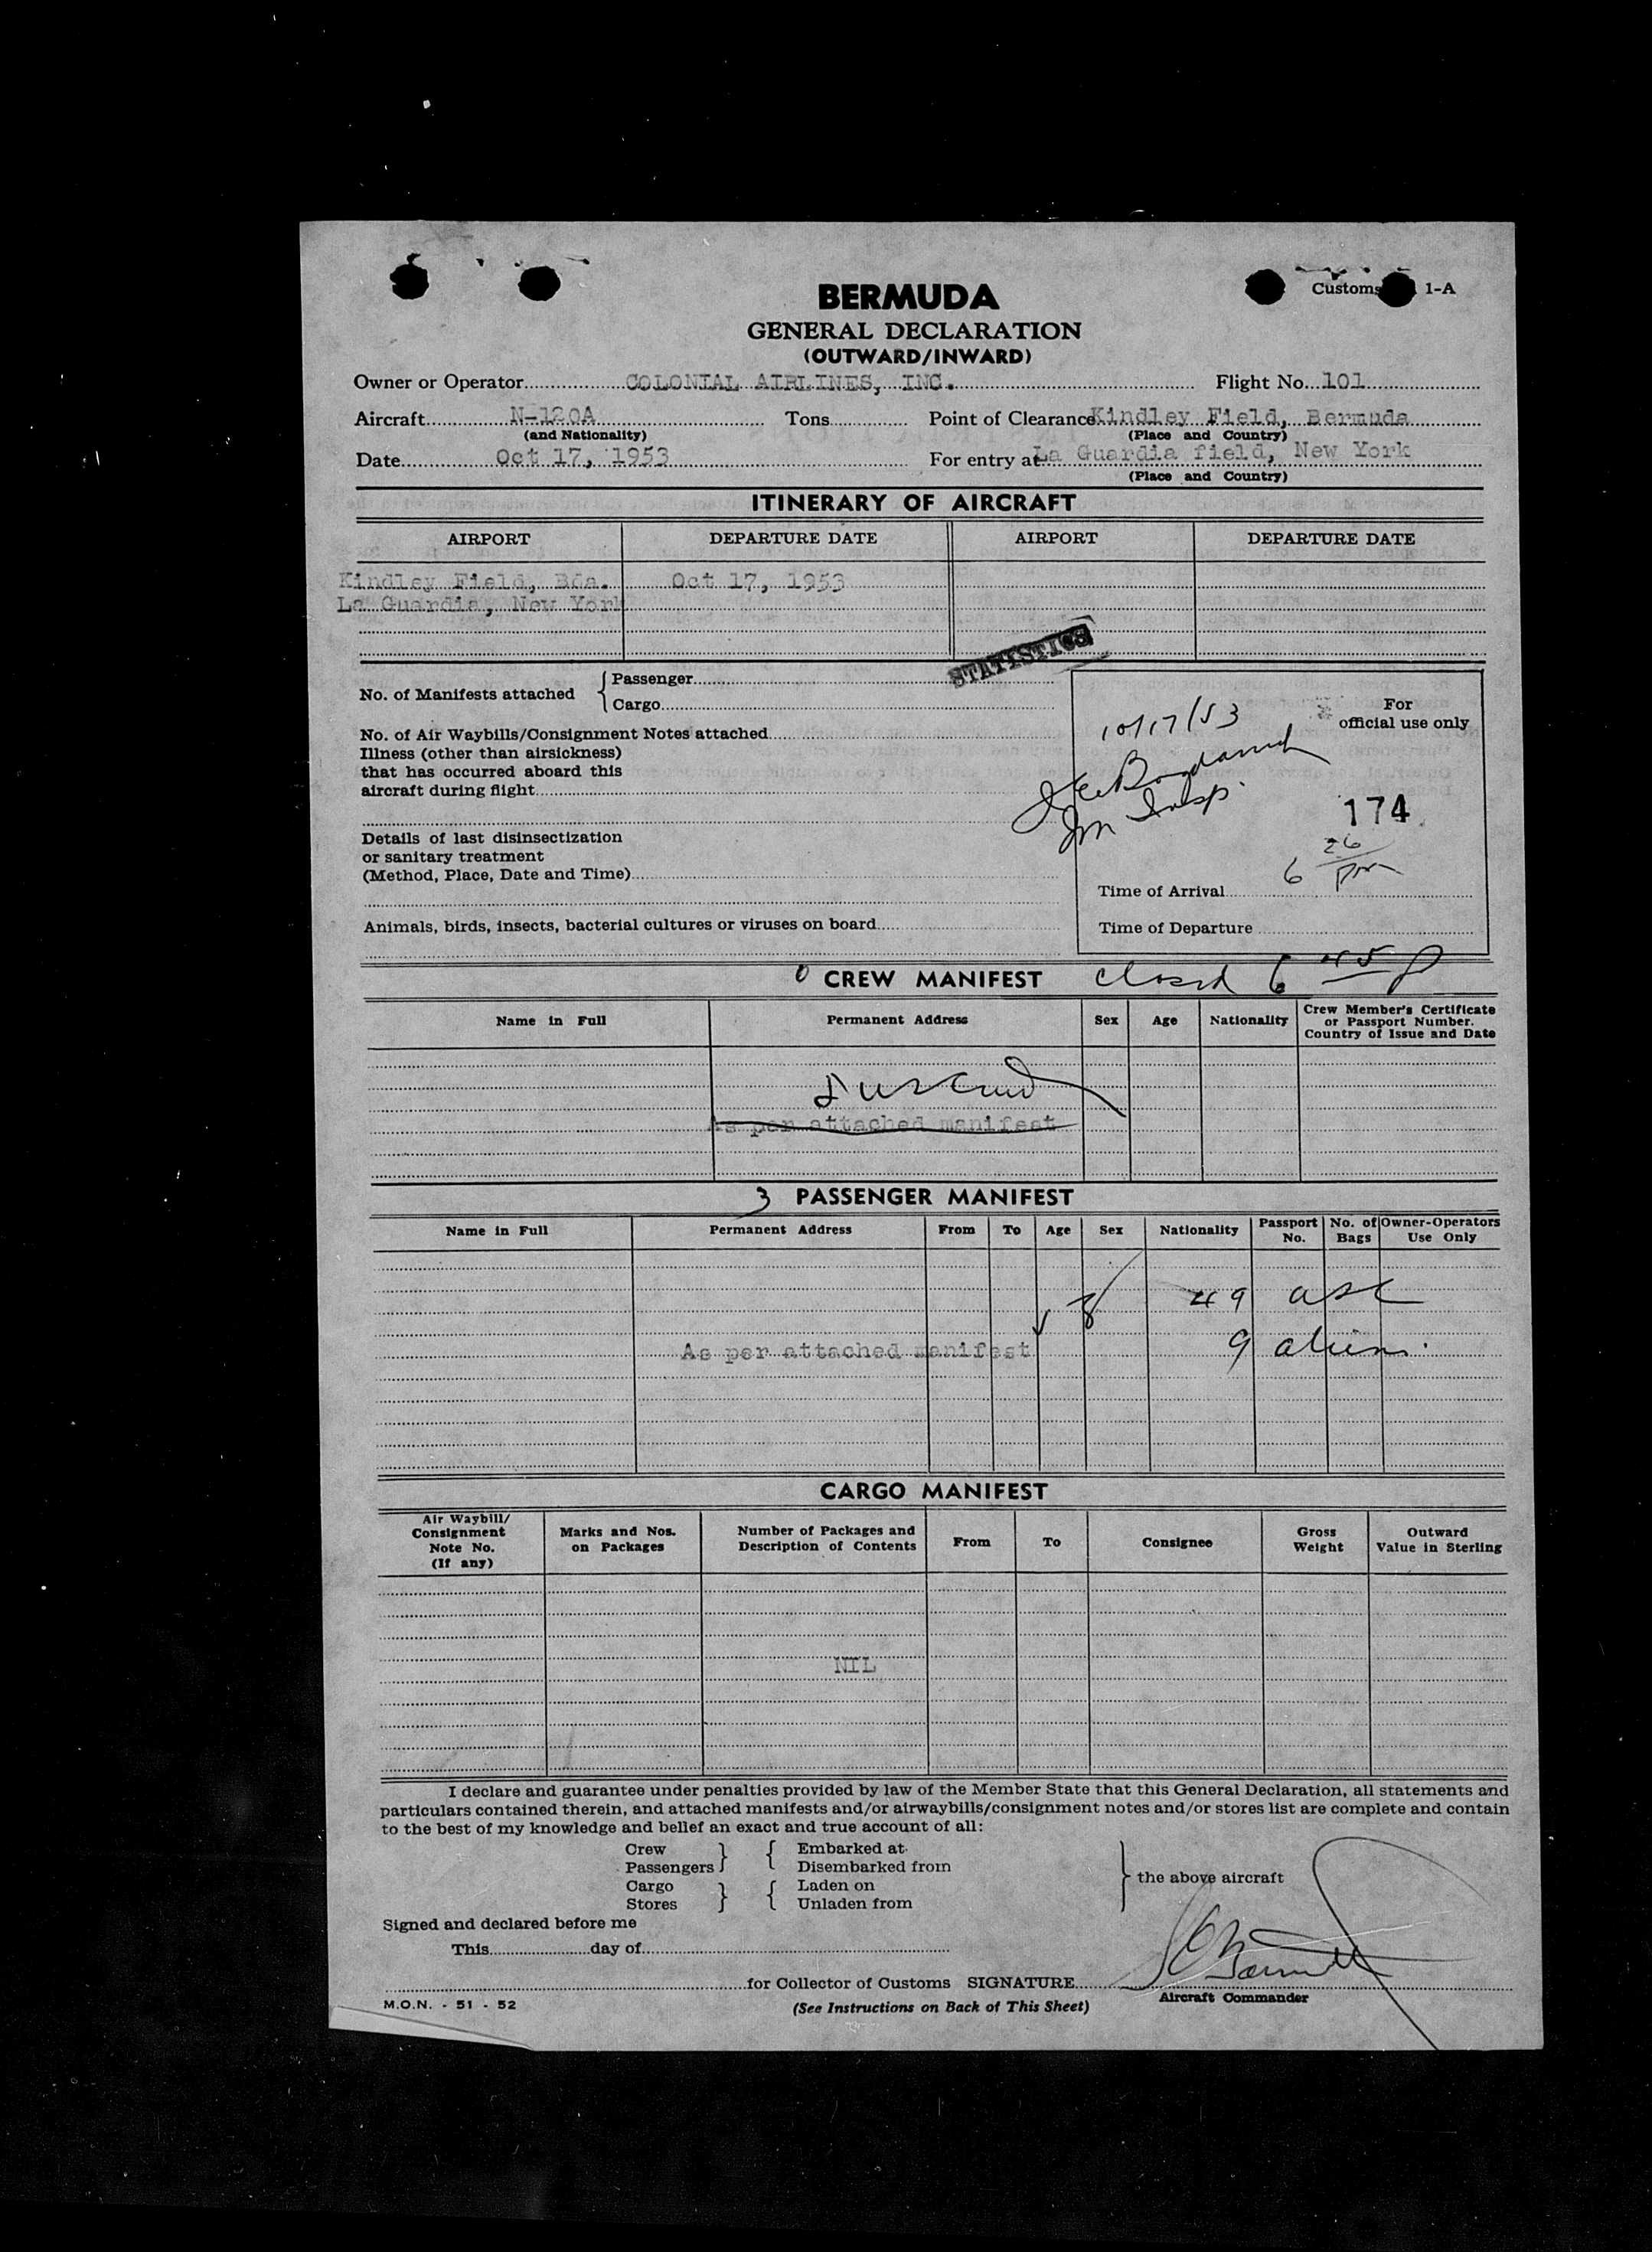 Customs 1-A
BERMUDA
GENERAL DECLARATION
(OUTWARD/INWARD)
Owner or Operator COLONIAL AIRLINES, INC. Flight No. 101
Aircraft N-120A Tons Point of Clearance Kindley Field, Bermuda
(and Nationality) (Place and Country)
Date Oct 17, 1953 For entry at La Guardia field, New York
(Place and Country)
ITINERARY OF AIRCRAFT
AIRPORT DEPARTURE DATE AIRPORT DEPARTURE DATE
Kindley Field, Bda. Oct 17, 1953
La Guardia, New York
STATISTICS
No. of Manifests attached { Passenger
Cargo
For
official use only
10/17/53
No. of Air Waybills/Consignment Notes attached
Illness (other than airsickness)
that has occurred aboard this
aircraft during flight
Im Insp.
174
Details of last disinsectization
or sanitary treatment
(Method, Place, Date and Time)
6 26 pm
Time of Arrival
Animals, birds, insects, bacterial cultures or viruses on board
Time of Departure
0 CREW MANIFEST closed 6 45 p
Name in Full Permanent Address Sex Age Nationality Crew Member's Certificate
or Passport Number.
Country of Issue and Date
As per attached manifest
3 PASSENGER MANIFEST
Name in Full Permanent Address From To Age Sex Nationality Passport No. No. of Bags Owner-Operators Use Only
49 usc
As per attached manifest 9 aliens
CARGO MANIFEST
Air Waybill/
Consignment
Note No.
(If any)
Marks and Nos.
on Packages
Number of Packages and
Description of Contents
From To Consignee
Gross
Weight
Outward
Value in Sterling
NIL
I declare and guarantee under penalties provided by law of the Member State that this General Declaration, all statements and
particulars contained therein, and attached manifests and/or airwaybills/consignment notes and/or stores list are complete and contain
to the best of my knowledge and belief an exact and true account of all:
Crew } { Embarked at
Passengers Disembarked from
Cargo } { Laden on
Stores Unladen from
} the above aircraft
Signed and declared before me
This day of
for Collector of Customs SIGNATURE
Aircraft Commander
M.O.N. - 51 - 52 (See Instructions on Back of This Sheet)